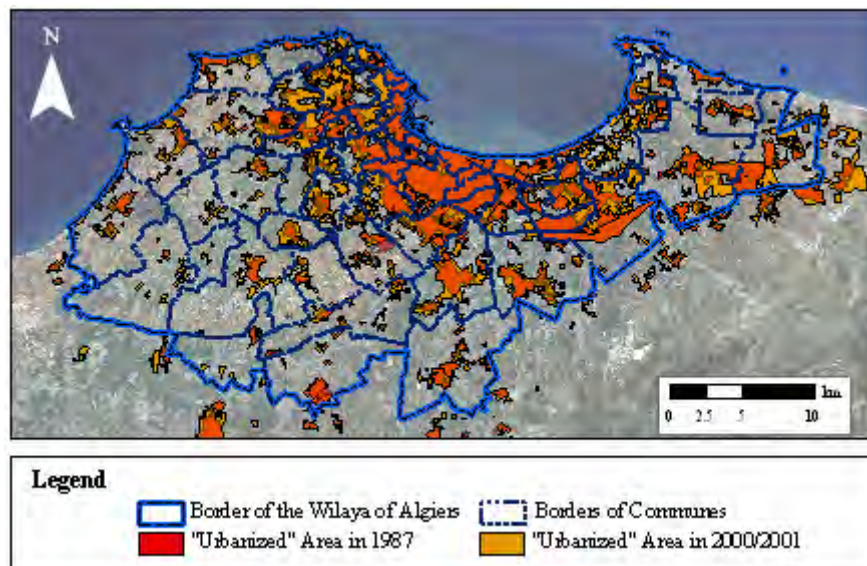 N
km
0 2.5 5 10
Legend
Border of the Wilaya of Algiers Borders of Communes
"Urbanized" Area in 1987 "Urbanized" Area in 2000/2001